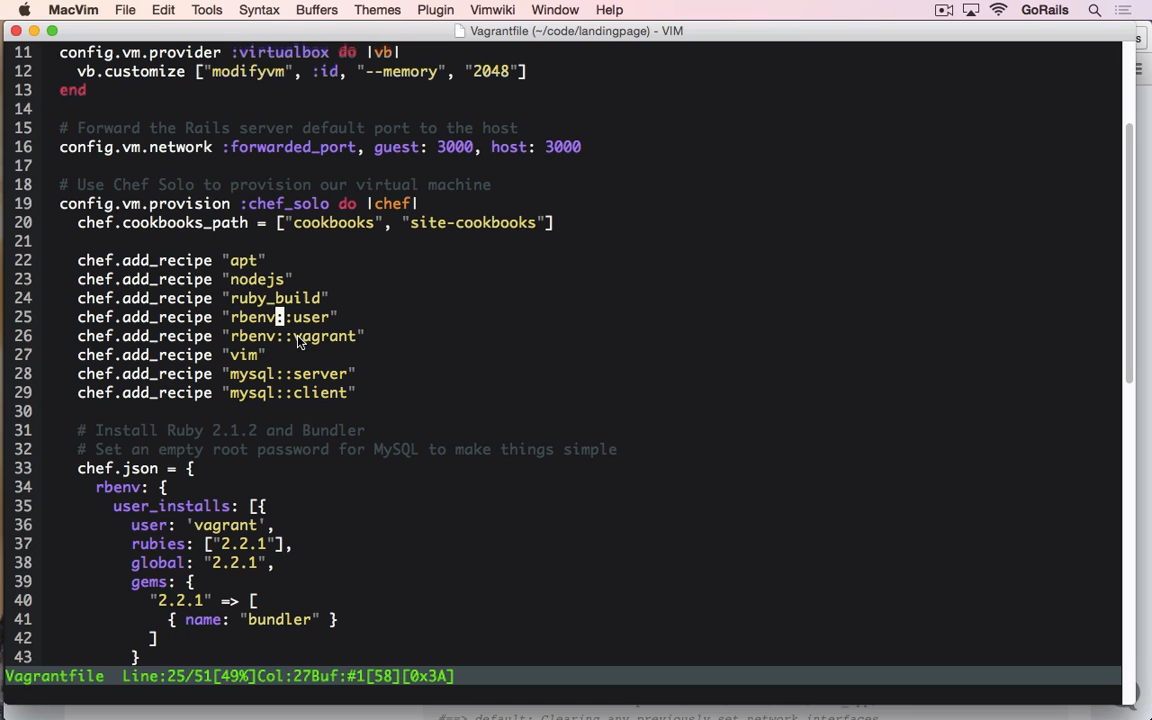 MacVim File Edit Tools Syntax Buffers Themes Plugin Vimwiki Window Help GoRails
Vagrantfile (~/code/landingpage) - VIM
11 config.vm.provider :virtualbox do |vb|
12 vb.customize ["modifyvm", :id, "--memory", "2048"]
13 end
14
15 # Forward the Rails server default port to the host
16 config.vm.network :forwarded_port, guest: 3000, host: 3000
17
18 # Use Chef Solo to provision our virtual machine
19 config.vm.provision :chef_solo do |chef|
20 chef.cookbooks_path = ["cookbooks", "site-cookbooks"]
21
22 chef.add_recipe "apt"
23 chef.add_recipe "nodejs"
24 chef.add_recipe "ruby_build"
25 chef.add_recipe "rbenv::user"
26 chef.add_recipe "rbenv::vagrant"
27 chef.add_recipe "vim"
28 chef.add_recipe "mysql::server"
29 chef.add_recipe "mysql::client"
30
31 # Install Ruby 2.1.2 and Bundler
32 # Set an empty root password for MySQL to make things simple
33 chef.json = {
34 rbenv: {
35 user_installs: [{
36 user: 'vagrant',
37 rubies: ["2.2.1"],
38 global: "2.2.1",
39 gems: {
40 "2.2.1" => [
41 { name: "bundler" }
42 ]
43 }
Vagrantfile Line:25/51[49%]Col:27Buf:#1[58][0x3A]
#==> default: Clearing any previously set network interfaces